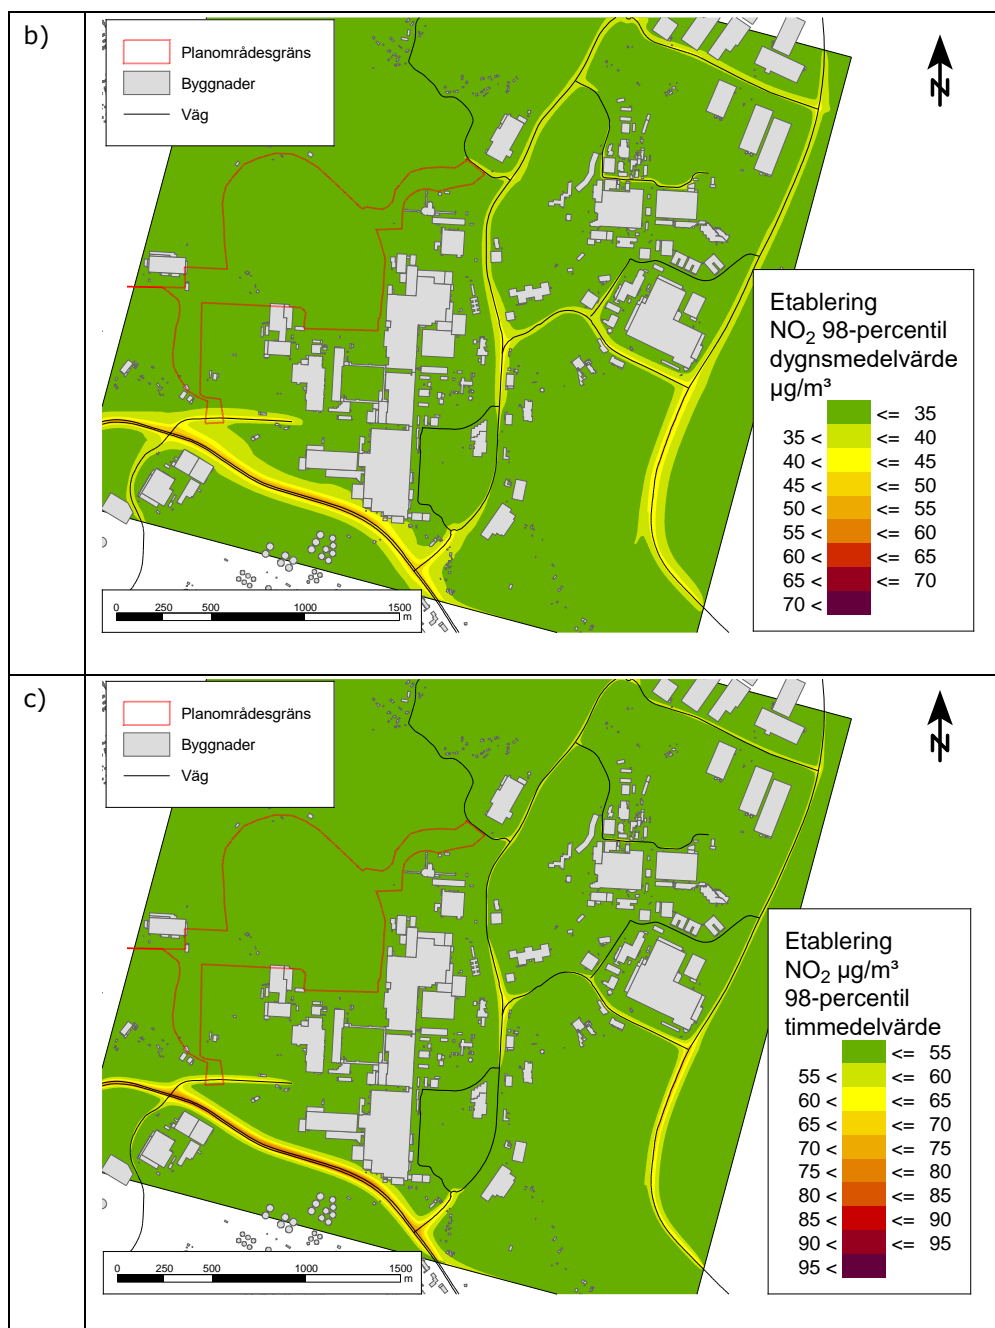 b)
Planområdesgräns
Byggnader
Väg
N
Etablering
NO2 98-percentil
dygnsmedelvärde
µg/m³
<= 35
35 < <= 40
40 < <= 45
45 < <= 50
50 < <= 55
55 < <= 60
60 < <= 65
65 < <= 70
70 <
0 250 500 1000 1500
m
c)
Planområdesgräns
Byggnader
Väg
N
Etablering
NO2 µg/m³
98-percentil
timmedelvärde
<= 55
55 < <= 60
60 < <= 65
65 < <= 70
70 < <= 75
75 < <= 80
80 < <= 85
85 < <= 90
90 < <= 95
95 <
0 250 500 1000 1500
m